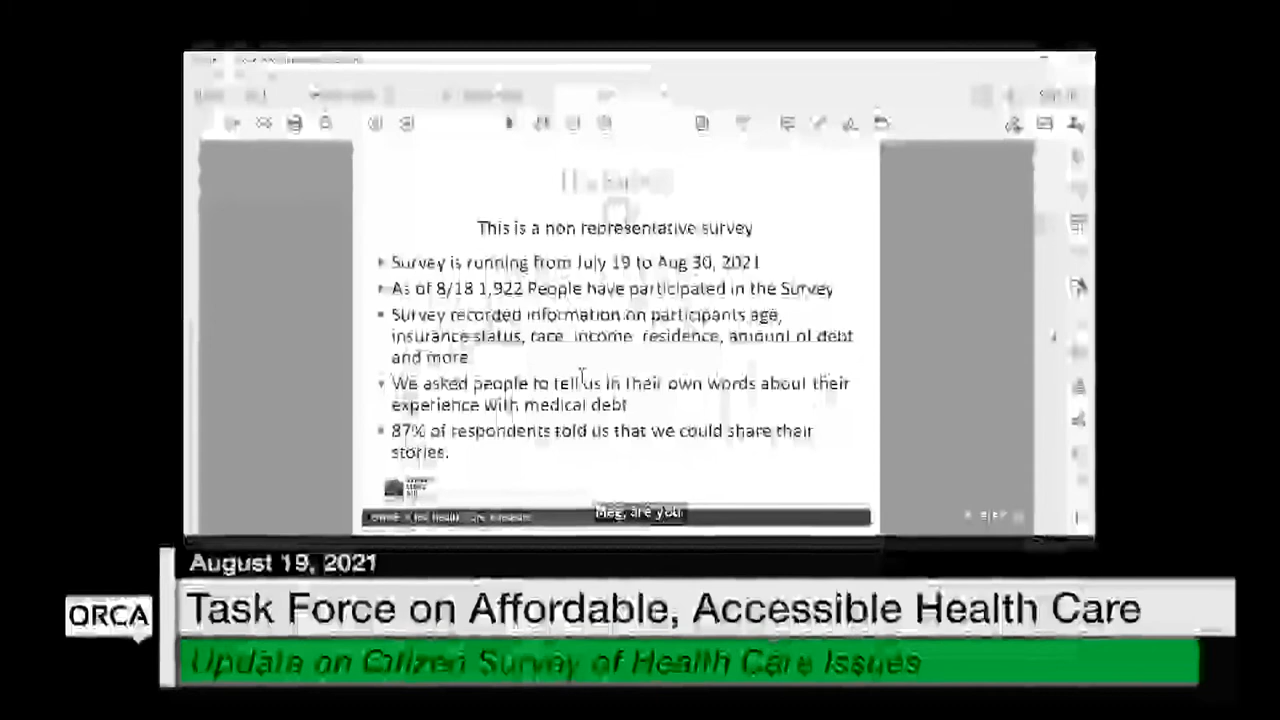 This is a non representative survey
Survey is running from July 19 to Aug 30, 2021
As of 8/18 1,922 People have participated in the Survey
Survey recorded information on participants age,
insurance status, race income residence, amount of debt
and more
We asked people to tell us in their own words about their
experience with medical debt
87% of respondents told us that we could share their
stories.
Meg, are you
August 19, 2021
ORCA
Task Force on Affordable, Accessible Health Care
Update on Citizen Survey of Health Care Issues